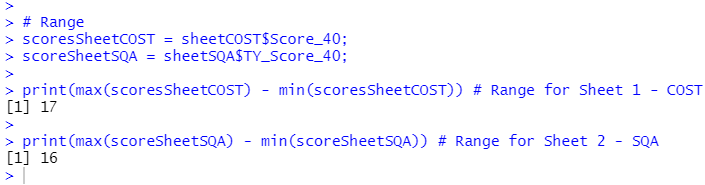 >
> # Range
> scoresSheetCOST = sheetCOST$Score_40;
> scoreSheetSQA = sheetSQA$TY_Score_40;
>
> print(max(scoresSheetCOST) - min(scoresSheetCOST)) # Range for Sheet 1 - COST
[1] 17
>
> print(max(scoreSheetSQA) - min(scoreSheetSQA)) # Range for Sheet 2 - SQA
[1] 16
>